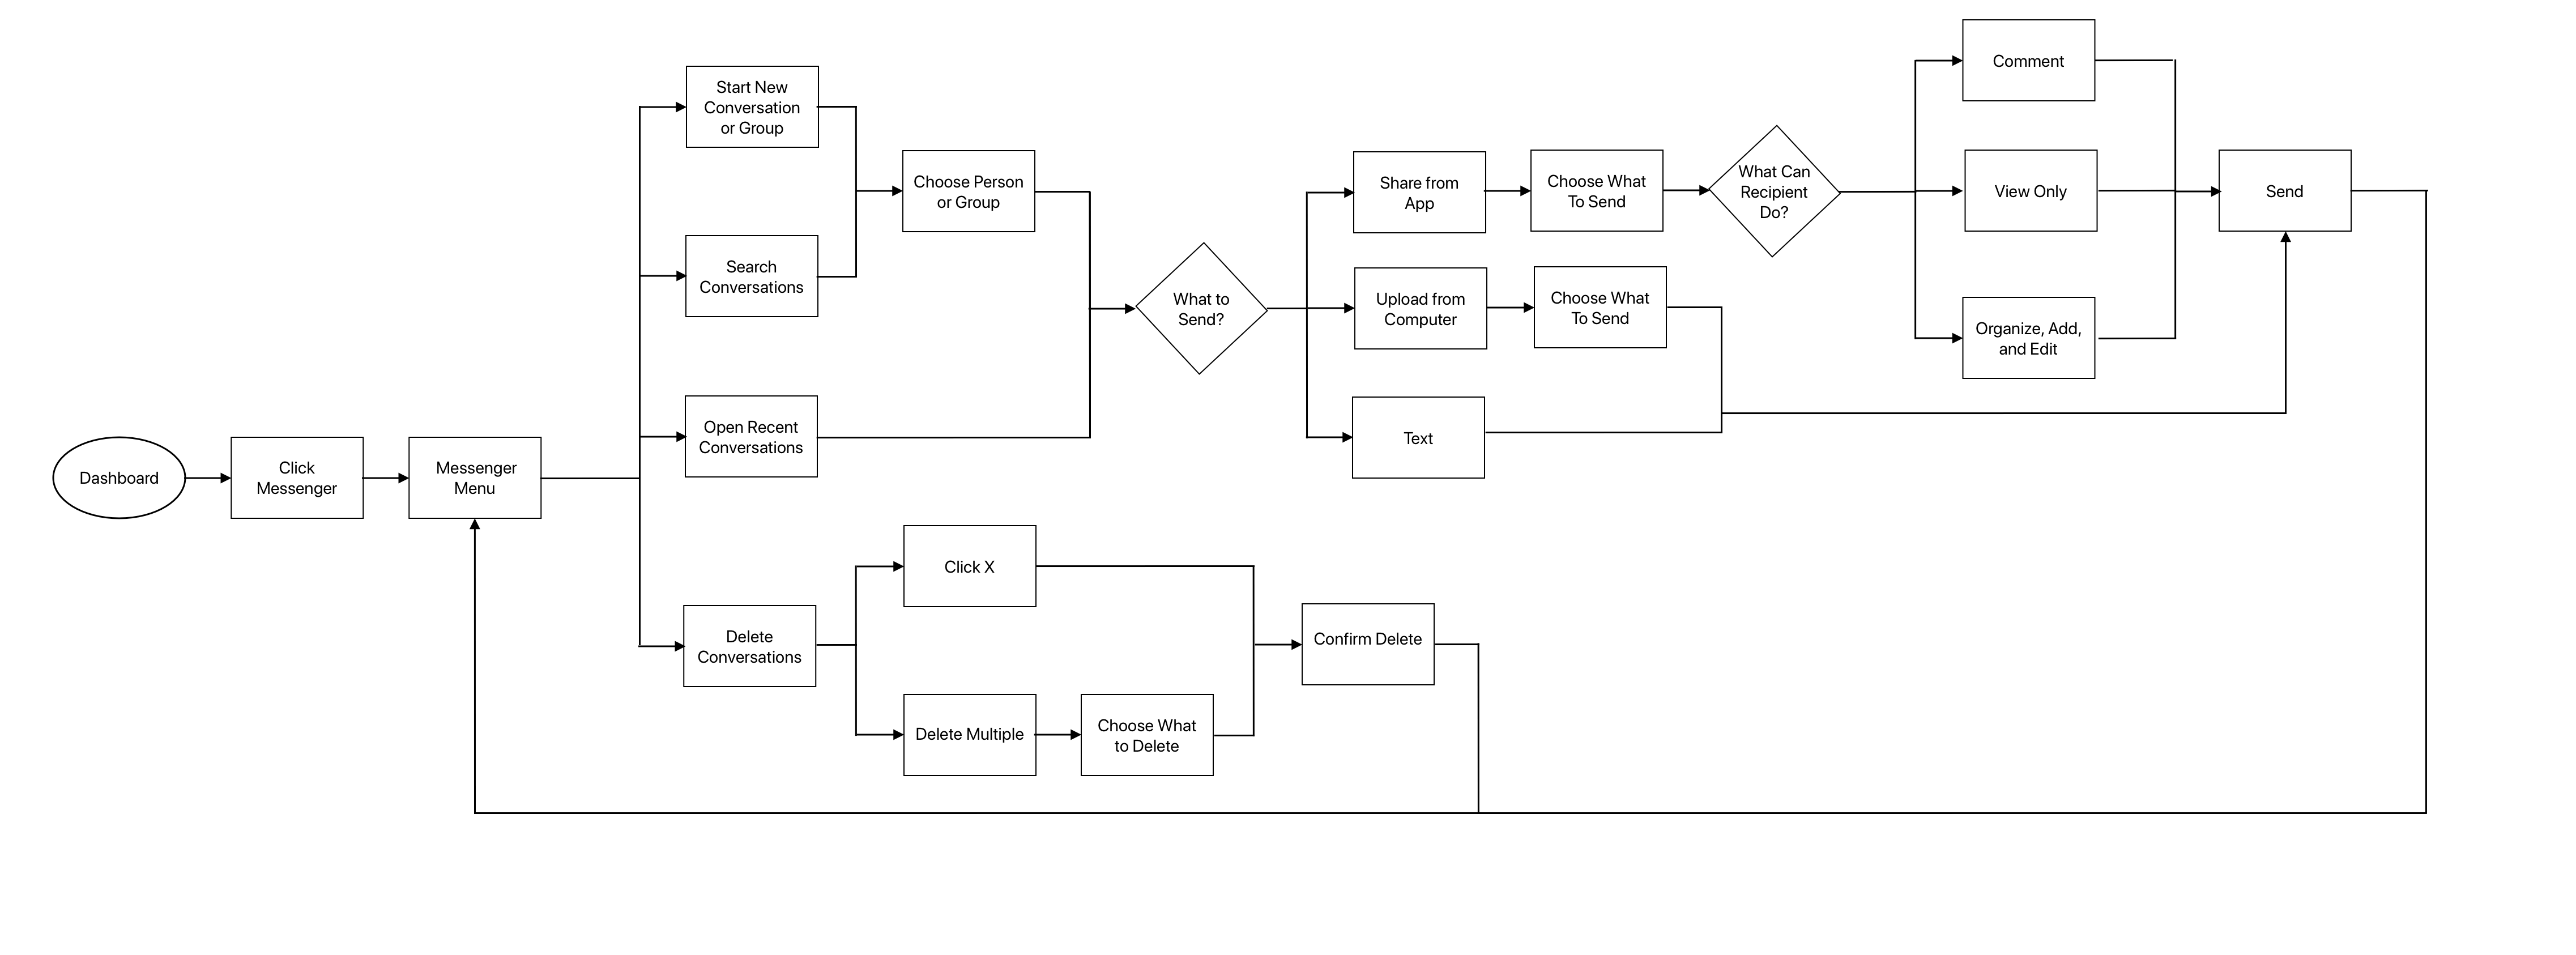 Dashboard
Click
Messenger
Messenger
Menu
Start New
Conversation
or Group
Search
Conversations
Open Recent
Conversations
Delete
Conversations
Choose Person
or Group
Click X
Delete Multiple
Choose What
to Delete
Confirm Delete
What to
Send?
Share from
App
Choose What
To Send
Upload from
Computer
Choose What
To Send
Text
What Can
Recipient
Do?
Comment
View Only
Organize, Add,
and Edit
Send